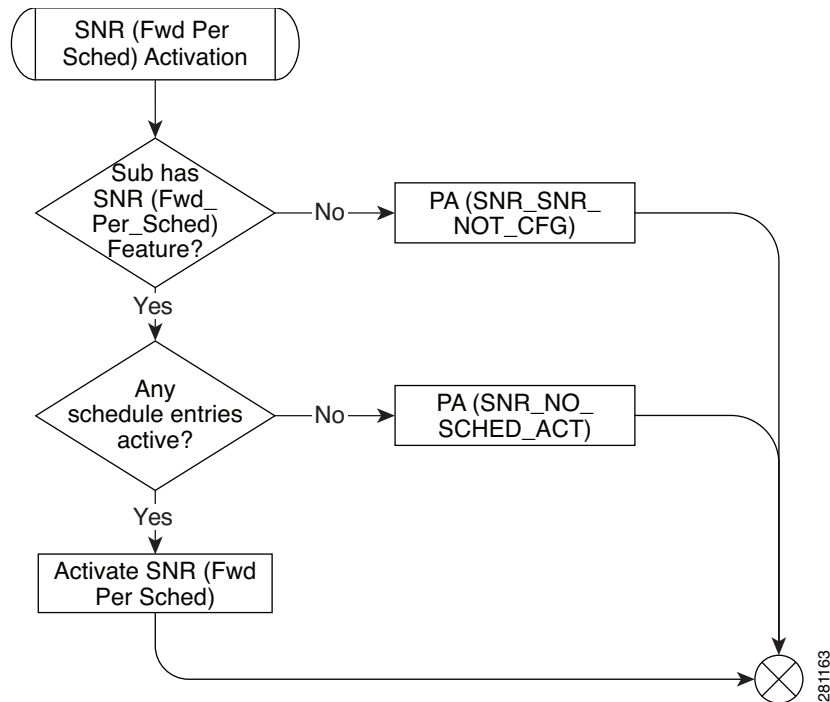 SNR (Fwd Per
Sched) Activation
Sub has
SNR (Fwd_
Per_Sched)
Feature?
No
PA (SNR_SNR_
NOT_CFG)
Yes
Any
schedule entries
active?
No
PA (SNR_NO_
SCHED_ACT)
Yes
Activate SNR (Fwd
Per Sched)
281163